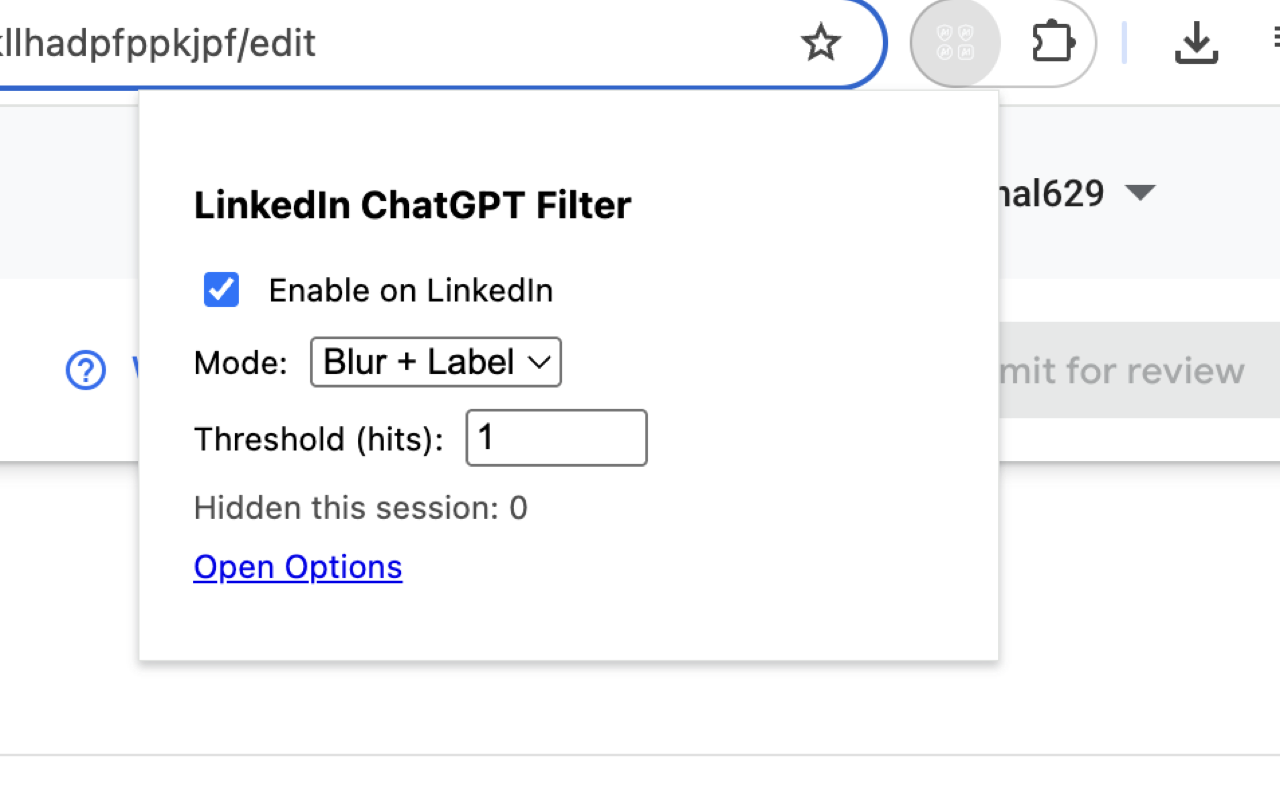 llhadpfppkjpf/edit
LinkedIn ChatGPT Filter
nal629
Enable on LinkedIn
Mode: Blur + Label
mit for review
Threshold (hits): 1
Hidden this session: 0
Open Options